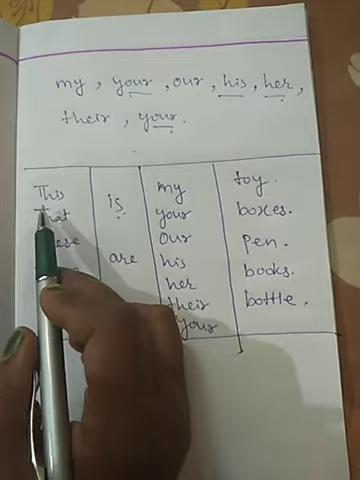 my, your, our, his, her,
their, your.
This is my toy.
that your boxes.
our pen.
are his books.
her
their bottle.
your